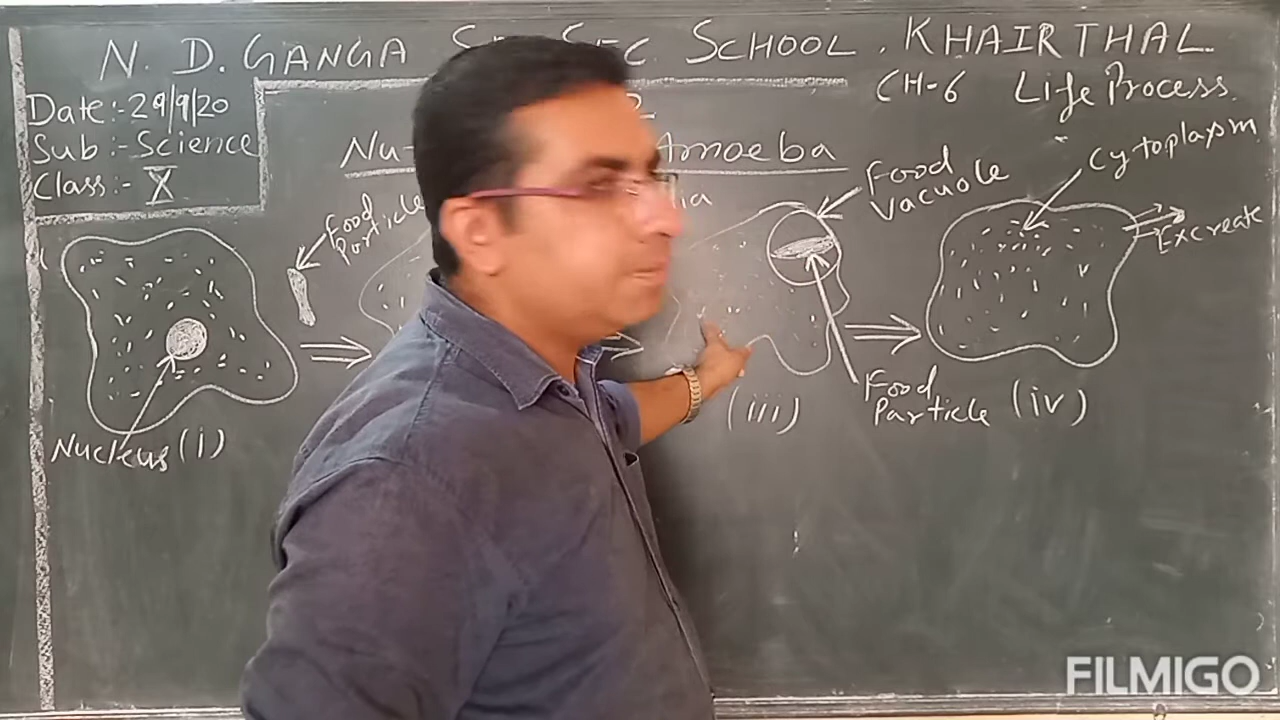 N. D. GANGA SEC SCHOOL . KHAIRTHAL
CH-6 Life Process
Date:- 29/9/20
Sub:- Science
Class:- X
2
Nu Amoeba
Food
Particle
Food
Vacuole
Cytoplasm
Excreate
Nucleus (i)
(iii)
Food
Particle (iv)
FILMIGO